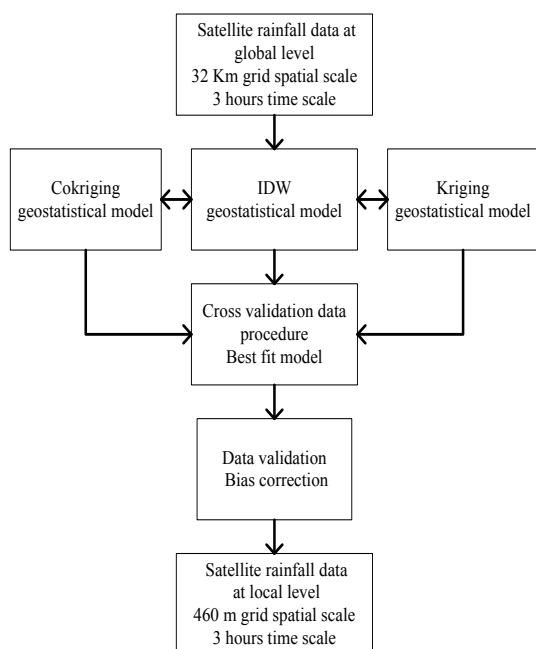 Satellite rainfall data at
global level
32 Km grid spatial scale
3 hours time scale
Cokriging
geostatistical model
IDW
geostatistical model
Kriging
geostatistical model
Cross validation data
procedure
Best fit model
Data validation
Bias correction
Satellite rainfall data
at local level
460 m grid spatial scale
3 hours time scale